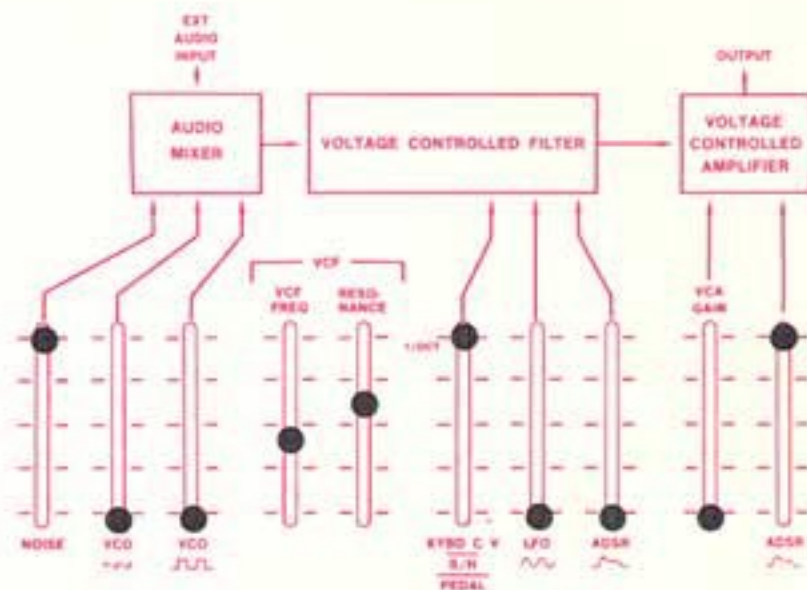 EXT
AUDIO
INPUT
OUTPUT
AUDIO
MIXER
VOLTAGE CONTROLLED FILTER
VOLTAGE
CONTROLLED
AMPLIFIER
VCF
VCF
FREQ
RESO-
NANCE
VCA
GAIN
1/OCT
NOISE
VCO
VCO
KYBD C V
S/H
PEDAL
LFO
ADSR
ADSR